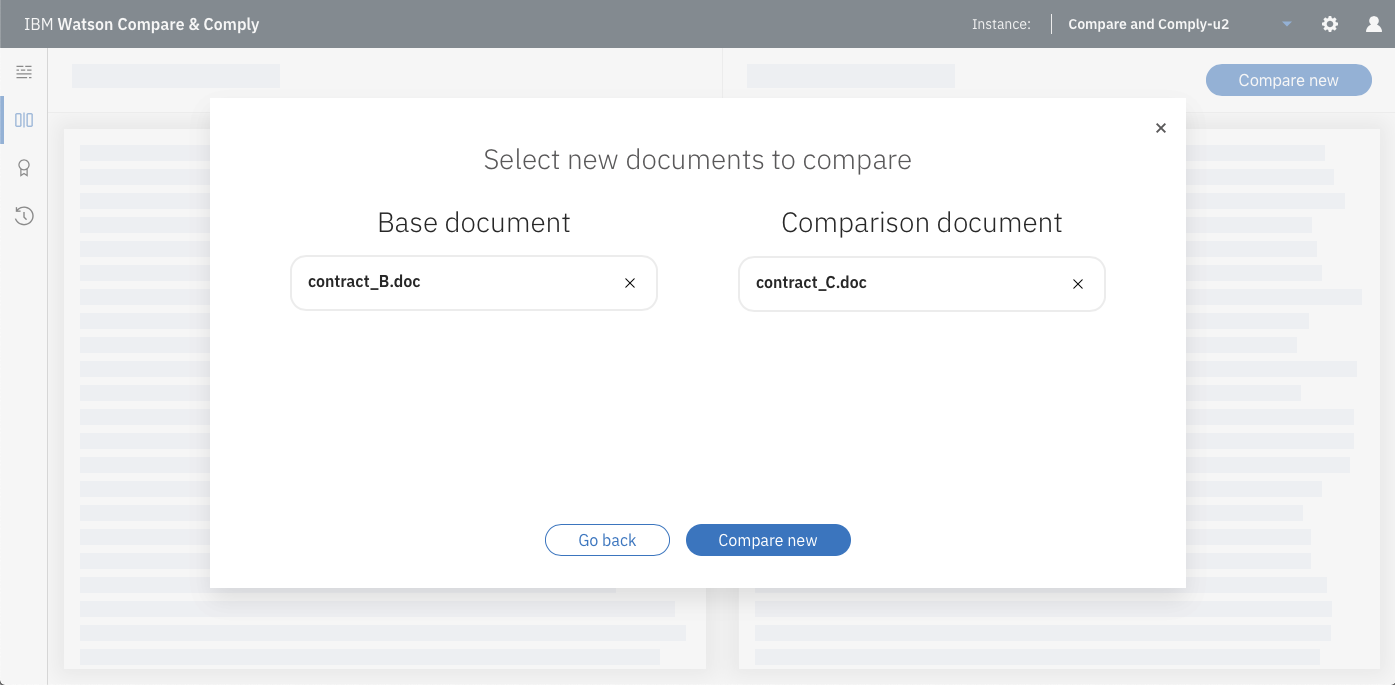 IBM Watson Compare & Comply
Instance: Compare and Comply-u2
Compare new
Select new documents to compare
Base document
Comparison document
contract_B.doc
contract_C.doc
Go back
Compare new